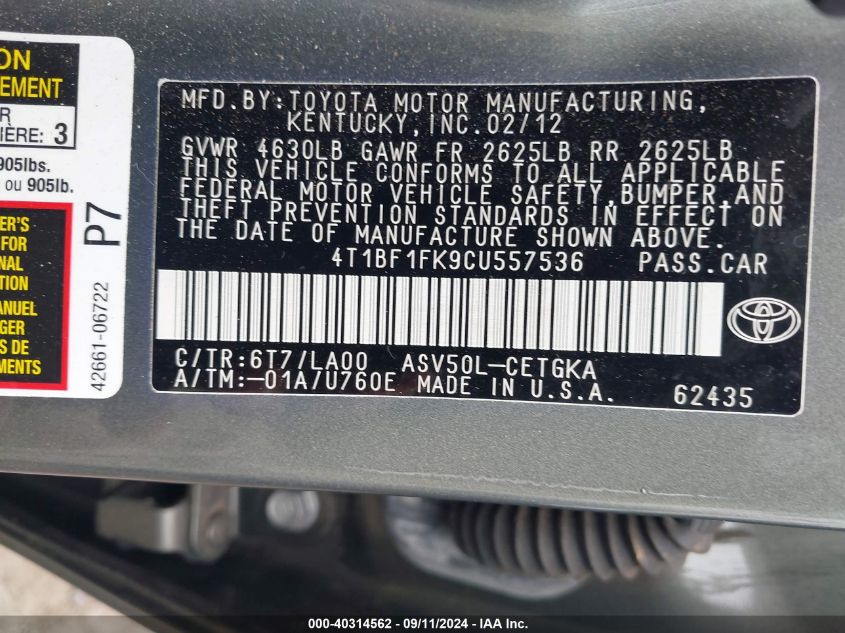 ON
EMENT
R
IÈRE: 3
905lbs.
ou 905lb.
ER'S
FOR
NAL
TION
MANUEL
GER
S DE
P7
42661-06722
MFD.BY:TOYOTA MOTOR MANUFACTURING,
KENTUCKY,INC.02/12
GVWR 4630LB GAWR FR 2625LB RR 2625LB
THIS VEHICLE CONFORMS TO ALL APPLICABLE
FEDERAL MOTOR VEHICLE SAFETY,BUMPER,AND
THEFT PREVENTION STANDARDS IN EFFECT ON
THE DATE OF MANUFACTURE SHOWN ABOVE.
4T1BF1FK9CU557536 PASS.CAR
C/TR:6T7/LA00 ASV50L-CETGKA
A/TM:-01A/U760E MADE IN U.S.A.
62435
000-40314562 - 09/11/2024 - IAA Inc.